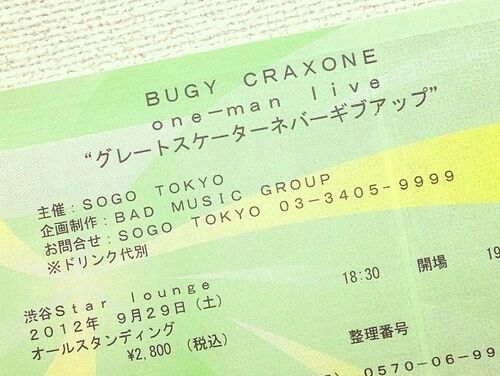 BUGY CRAXONE
one-man live
“グレートスケーターネバーギブアップ”
主催:SOGO TOKYO
企画制作:BAD MUSIC GROUP
お問合せ:SOGO TOKYO 03-3405-9999
※ドリンク代別
渋谷Star lounge
2012年 9月29日(土) 18:30 開場 19
オールスタンディング
¥2,800 (税込) 整理番号
0570-06-99